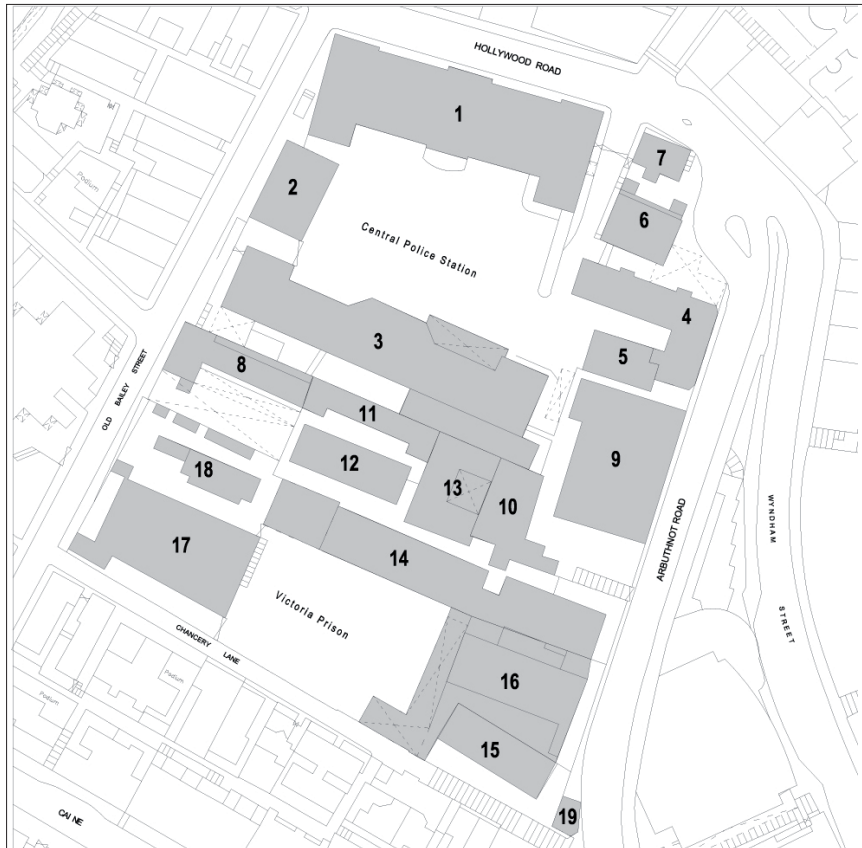 HOLLYWOOD ROAD
1
7
2
6
Central Police Station
4
3
5
OLD BAILEY STREET
8
11
9
12
18
13
10
WYNDHAM STREET
ARBUTHNOT ROAD
17
14
Victoria Prison
CHANCERY LANE
16
15
19
CAINE
Podium
Podium
Podium